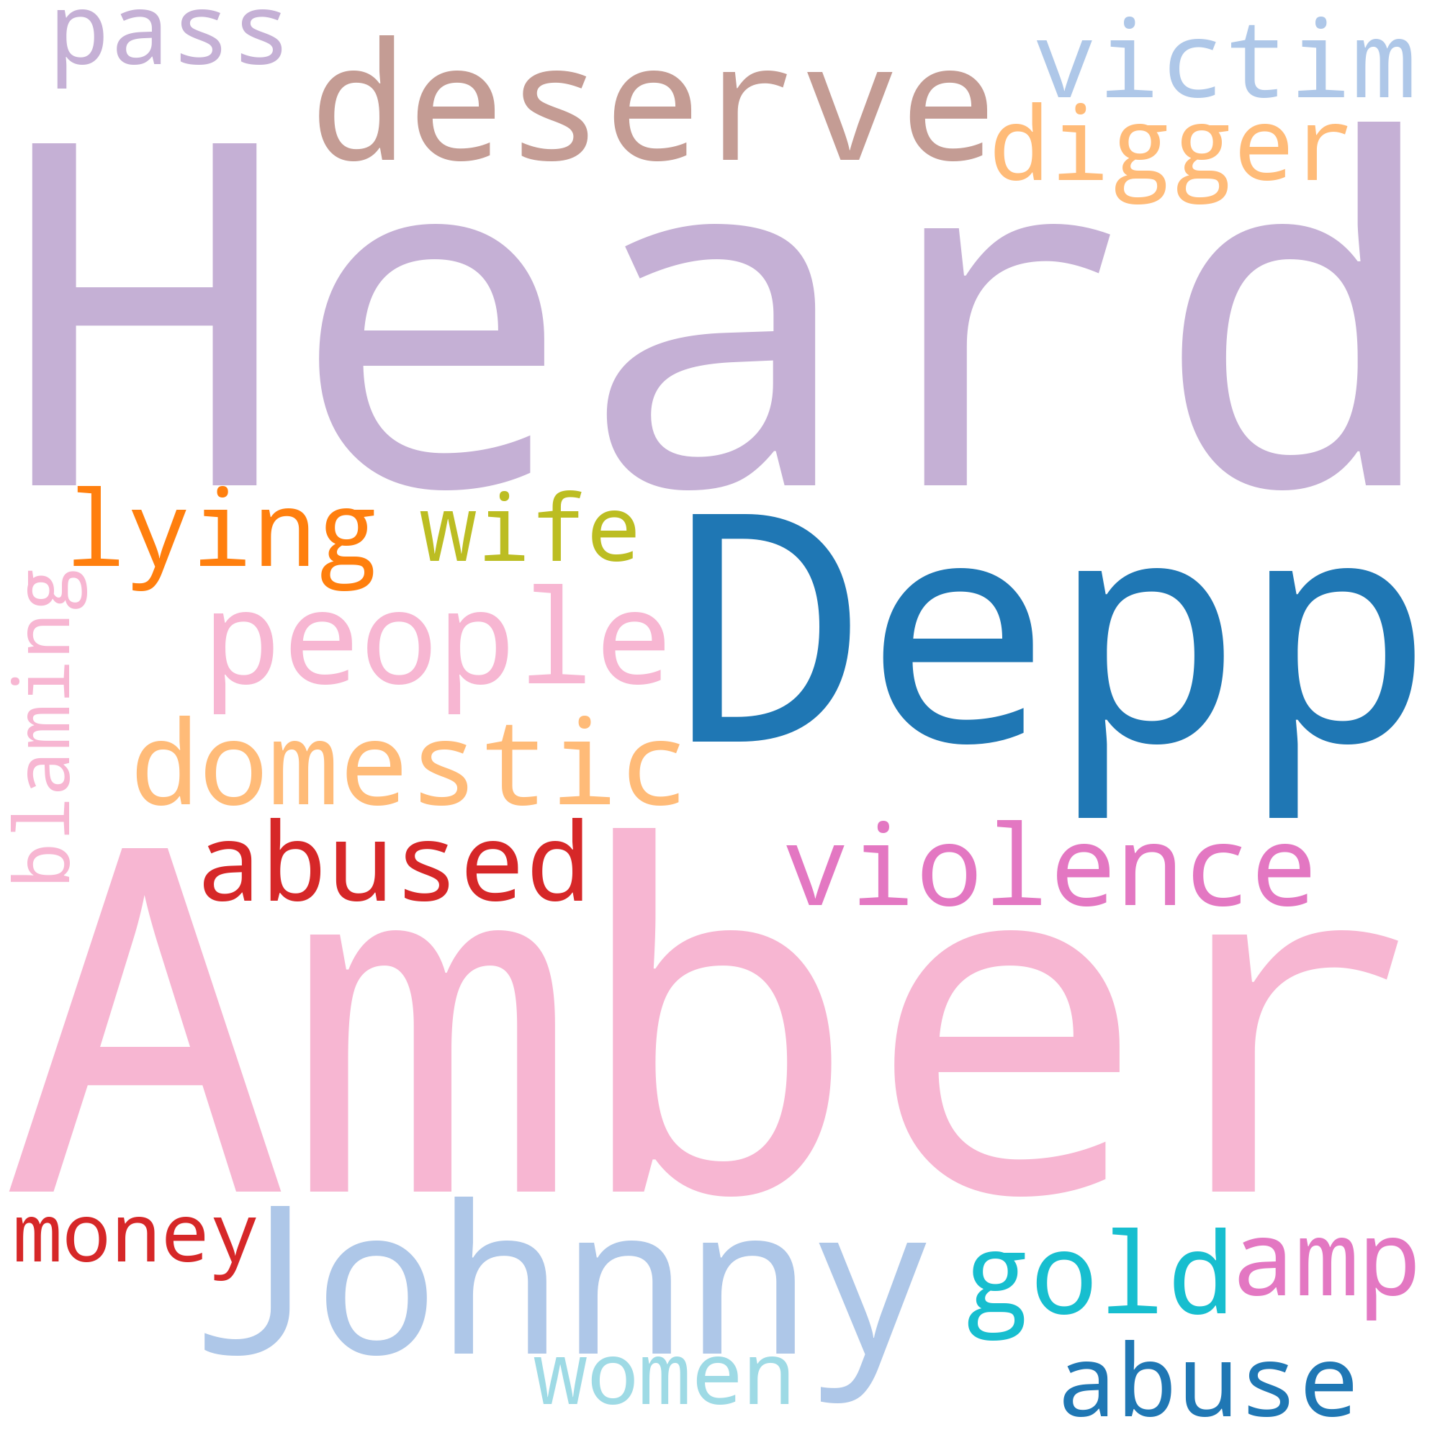 pass
victim
deserve
digger
Heard
lying
wife
Depp
people
blaming
domestic
abused
violence
Amber
money
Johnny
gold
amp
women
abuse